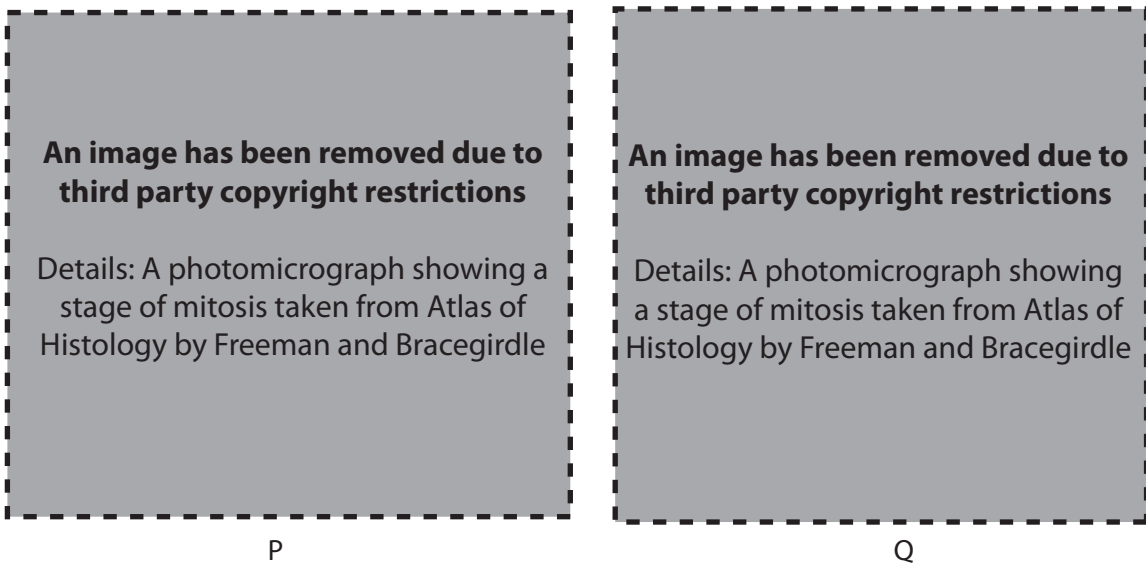 An image has been removed due to
third party copyright restrictions
Details: A photomicrograph showing a
stage of mitosis taken from Atlas of
Histology by Freeman and Bracegirdle
P
An image has been removed due to
third party copyright restrictions
Details: A photomicrograph showing
a stage of mitosis taken from Atlas of
Histology by Freeman and Bracegirdle
Q